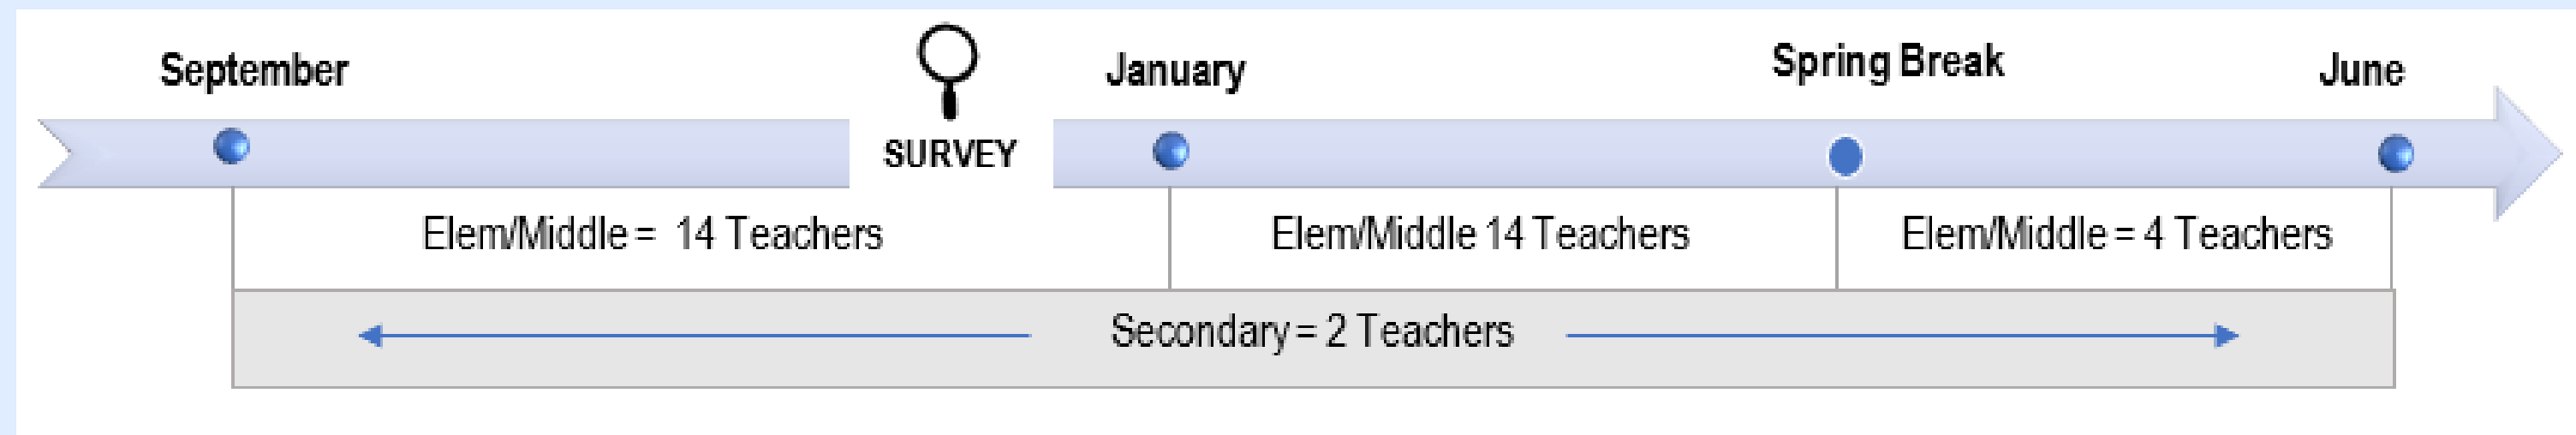 September
January
Spring Break
June
SURVEY
Elem/Middle = 14 Teachers
Elem/Middle 14 Teachers
Elem/Middle = 4 Teachers
Secondary = 2 Teachers